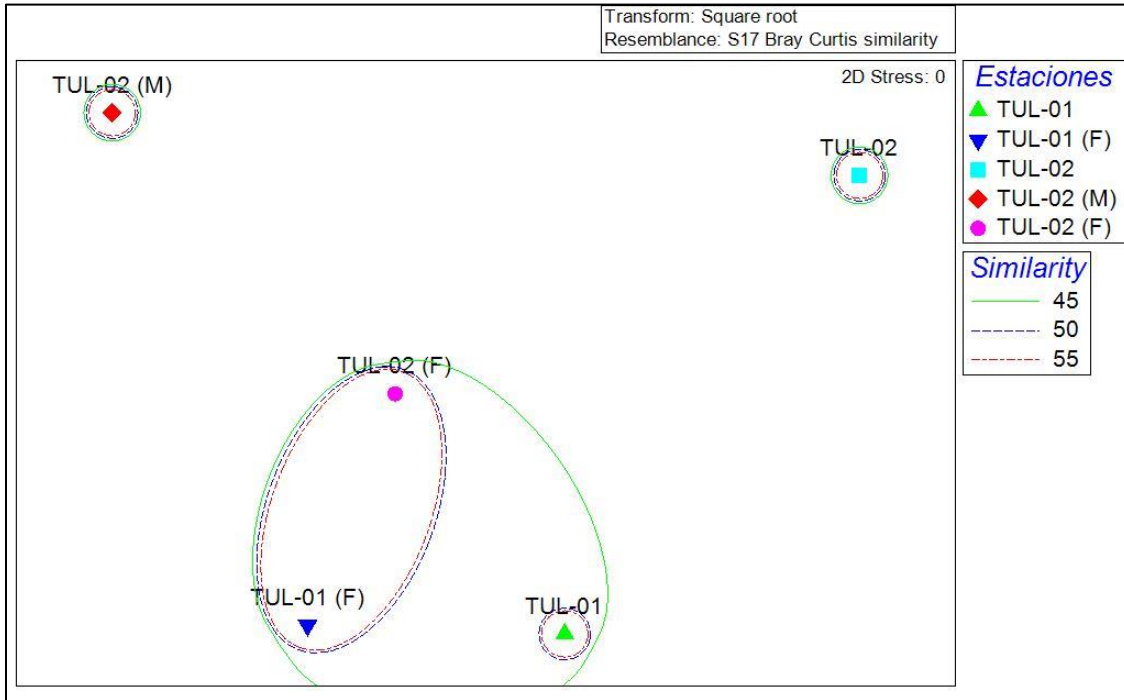 Transform: Square root
Resemblance: S17 Bray Curtis similarity
2D Stress: 0
TUL-02 (M)
TUL-02
TUL-02 (F)
TUL-01 (F)
TUL-01
Estaciones
TUL-01
TUL-01 (F)
TUL-02
TUL-02 (M)
TUL-02 (F)
Similarity
45
50
55